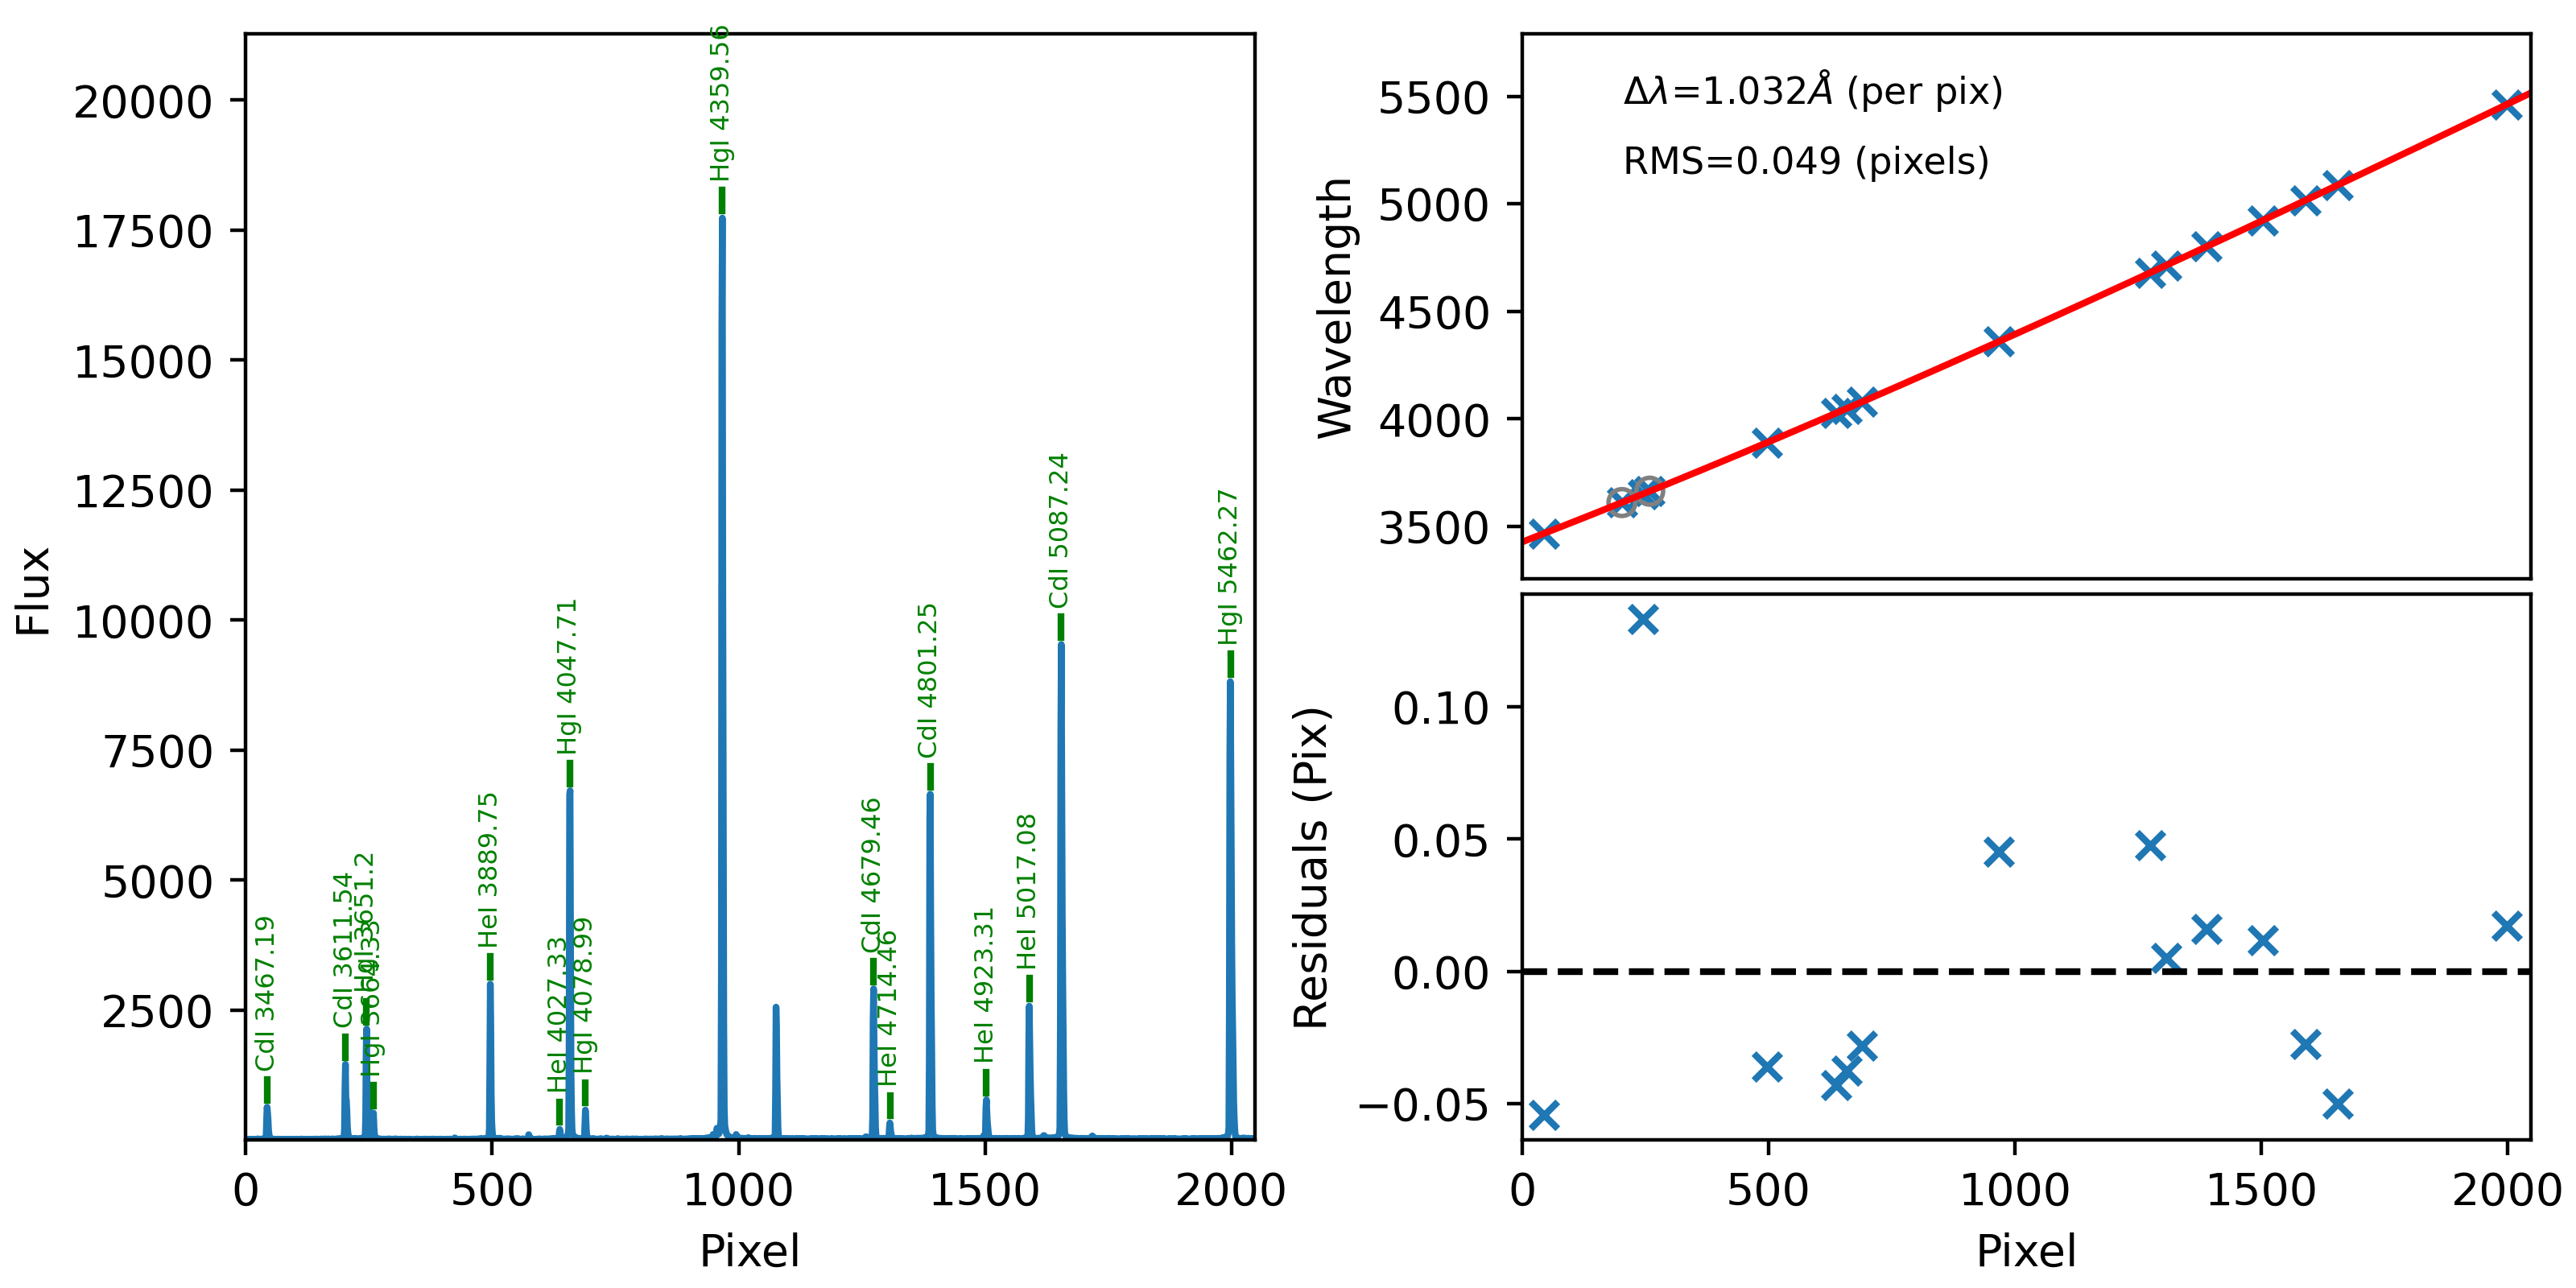 Flux
20000
17500
15000
12500
10000
7500
5000
2500
CdI 3467.19
CdI 3611.54
HgI 3651.2
HgI 3664.33
HeI 3889.75
HeI 4027.33
HgI 4047.71
HgI 4078.99
HgI 4359.56
CdI 4679.46
HeI 4714.46
CdI 4801.25
HeI 4923.31
HeI 5017.08
CdI 5087.24
HgI 5462.27
0 500 1000 1500 2000
Pixel
Wavelength
5500
5000
4500
4000
3500
Δλ=1.032Å (per pix)
RMS=0.049 (pixels)
Residuals (Pix)
0.10
0.05
0.00
−0.05
0 500 1000 1500 2000
Pixel